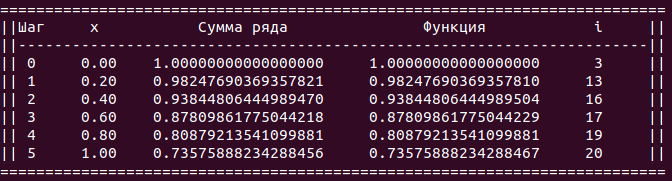 ===========================================================================
||Шаг x Сумма ряда Функция i ||
||-----------------------------------------------------------------------||
|| 0 0.00 1.00000000000000000 1.00000000000000000 3 ||
|| 1 0.20 0.98247690369357821 0.98247690369357810 13 ||
|| 2 0.40 0.93844806444989470 0.93844806444989504 16 ||
|| 3 0.60 0.87809861775044218 0.87809861775044229 17 ||
|| 4 0.80 0.80879213541099881 0.80879213541099881 19 ||
|| 5 1.00 0.73575888234288456 0.73575888234288467 20 ||
===========================================================================